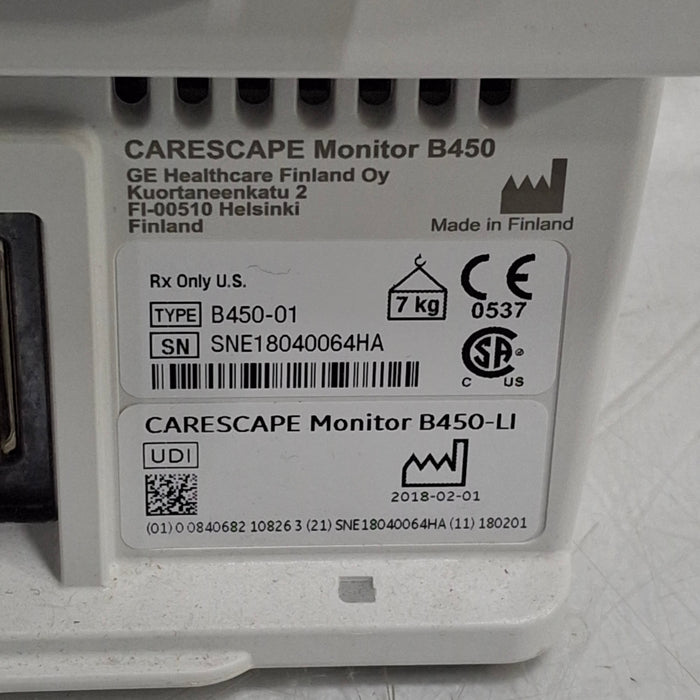 CARESCAPE Monitor B450
GE Healthcare Finland Oy
Kuortaneenkatu 2
FI-00510 Helsinki
Finland
Made in Finland
Rx Only U.S.
7 kg
CE
0537
TYPE B450-01
SN SNE18040064HA
SA ®
C US
CARESCAPE Monitor B450-LI
UDI
2018-02-01
(01) 0 0840682 10826 3 (21) SNE18040064HA (11) 180201